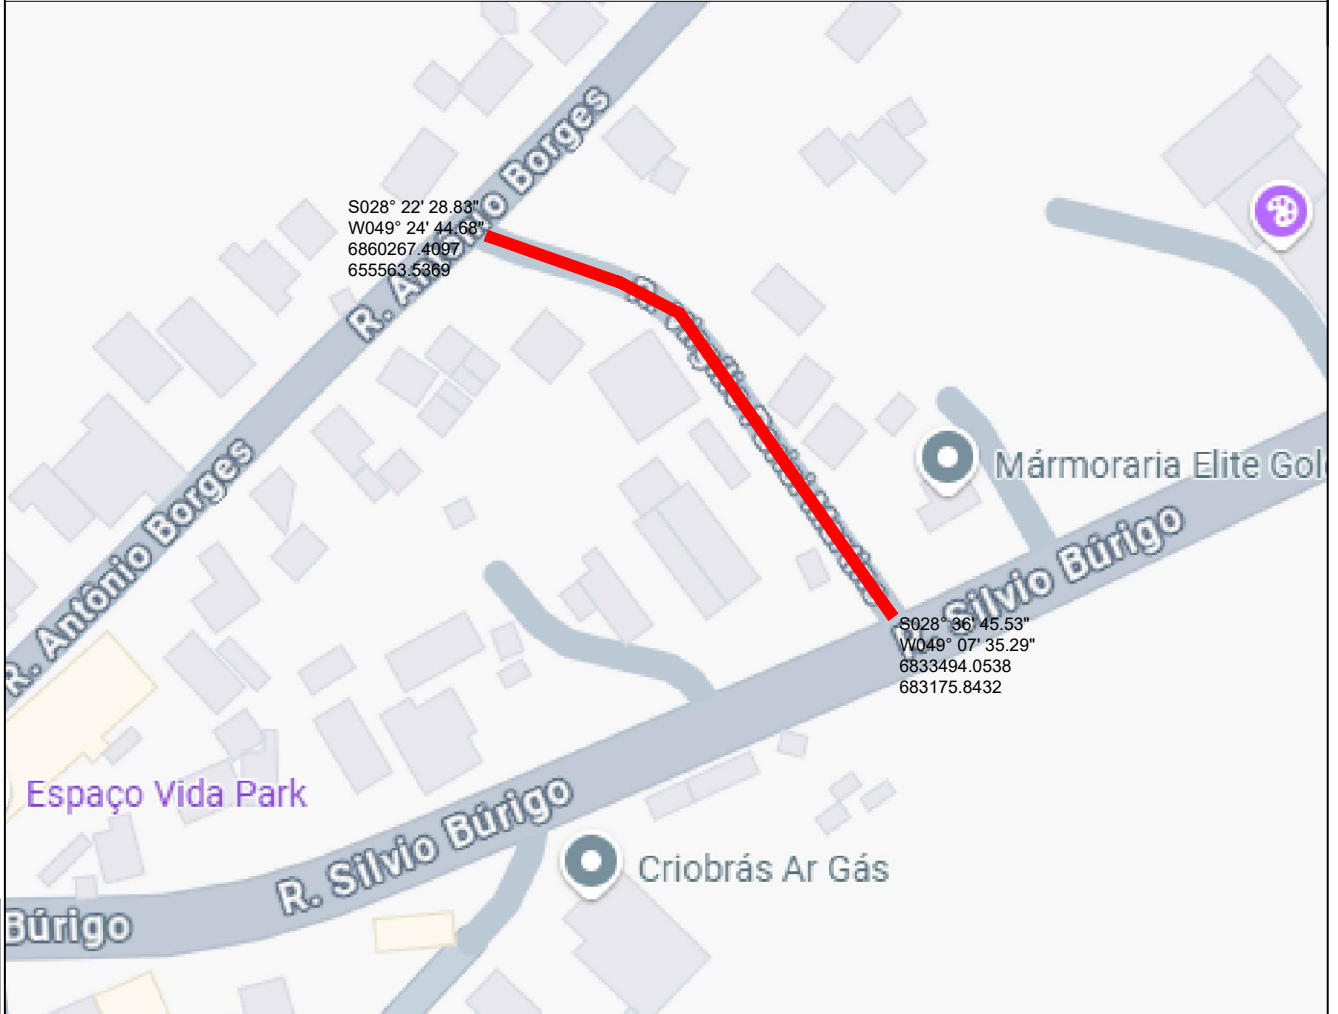 R. Antônio Borges
S028° 22' 28.83"
W049° 24' 44.68"
6860267.4097
655563.5369
R. Antônio Borges
Mármoraria Elite Gol
R. Silvio Búrigo
S028° 36' 45.53"
W049° 07' 35.29"
6833494.0538
683175.8432
Espaço Vida Park
R. Silvio Búrigo
Criobrás Ar Gás
Búrigo